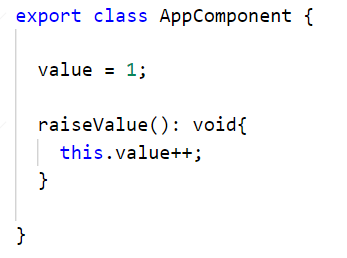 export class AppComponent {
value = 1;
raiseValue(): void{
this.value++;
}
}